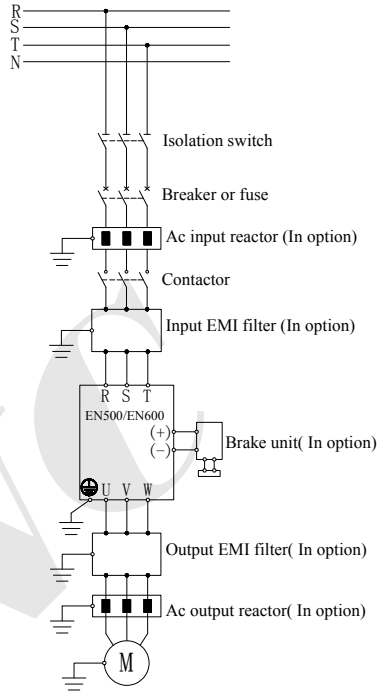 R
S
T
N
Isolation switch
Breaker or fuse
Ac input reactor (In option)
Contactor
Input EMI filter (In option)
R S T
EN500/EN600
(+)
(−)
Brake unit( In option)
U V W
Output EMI filter( In option)
Ac output reactor( In option)
M